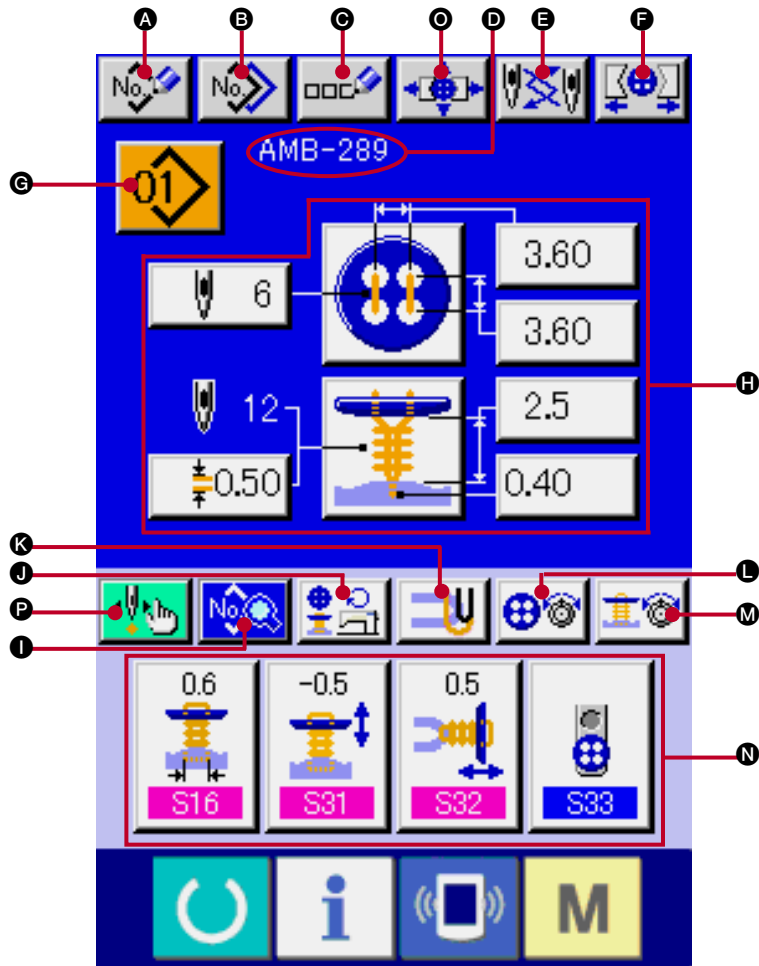 A B C O D E F
No. No.
AMB-289
G 01
3.60
6
3.60
H
12 2.5
0.50 0.40
K
J L
P No. M
I
0.6 -0.5 0.5
N
S16 S31 S32 S33
i M